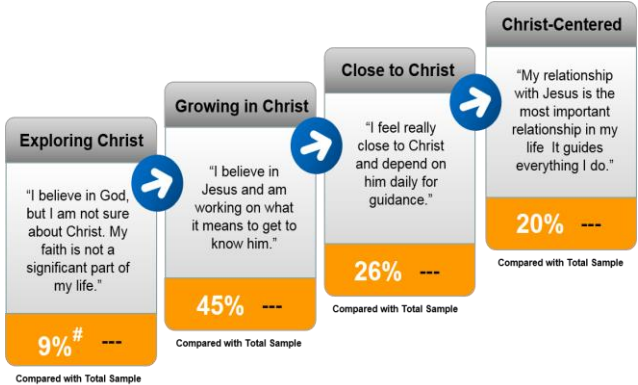 Exploring Christ
“I believe in God,
but I am not sure
about Christ. My
faith is not a
significant part of
my life.”
9%# ---
Compared with Total Sample
Growing in Christ
“I believe in
Jesus and am
working on what
it means to get to
know him.”
45% ---
Compared with Total Sample
Close to Christ
“I feel really
close to Christ
and depend on
him daily for
guidance.”
26% ---
Compared with Total Sample
Christ-Centered
“My relationship
with Jesus is the
most important
relationship in my
life It guides
everything I do.”
20% ---
Compared with Total Sample